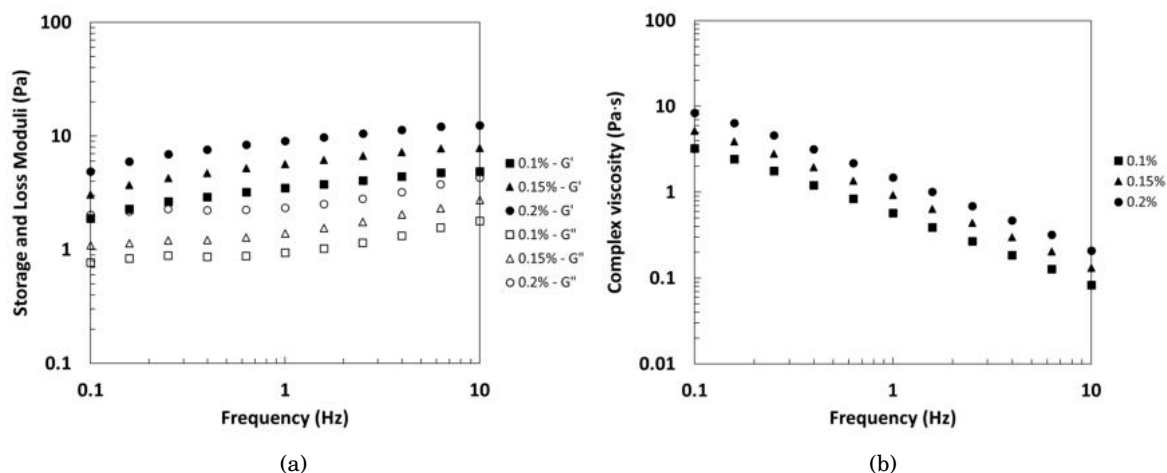 Storage and Loss Moduli (Pa)
100
10
1
0.1
0.1
1
10
Frequency (Hz)
0.1% - G'
0.15% - G'
0.2% - G'
0.1% - G"
0.15% - G"
0.2% - G"
(a)
Complex viscosity (Pa·s)
100
10
1
0.1
0.01
0.1
1
10
Frequency (Hz)
0.1%
0.15%
0.2%
(b)